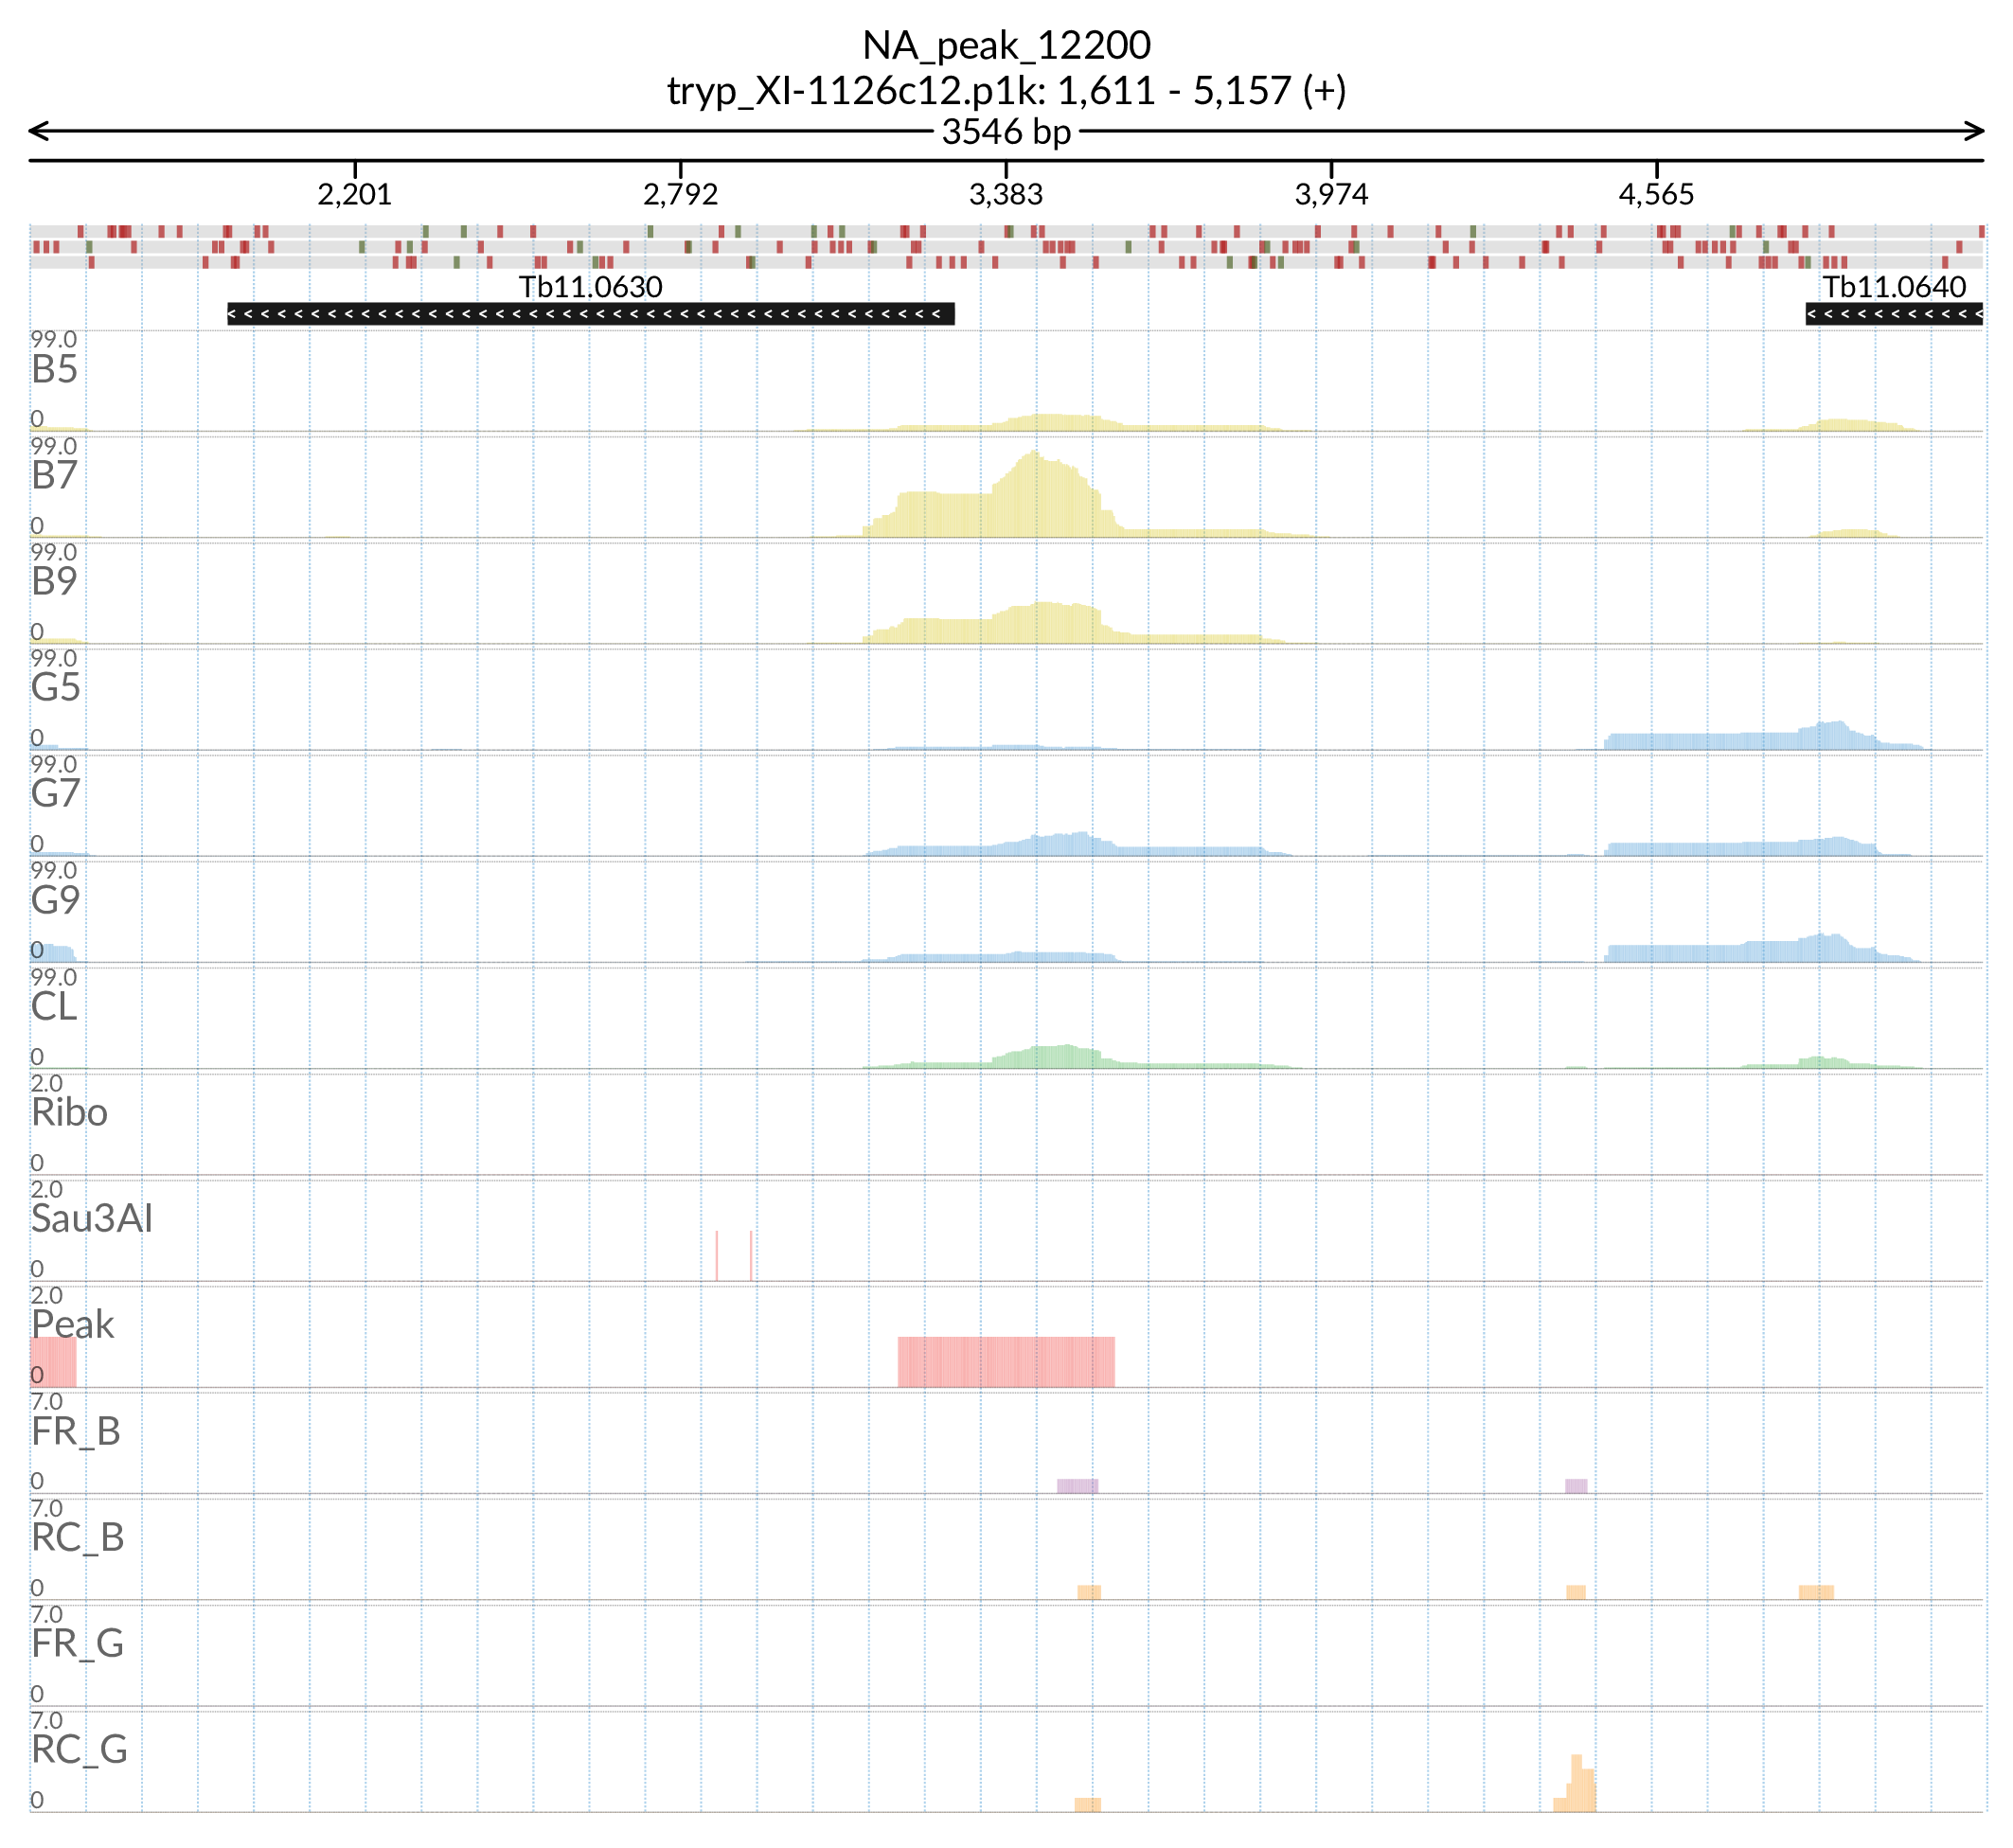 NA_peak_12200
tryp_XI-1126c12.p1k: 1,611 - 5,157 (+)
3546 bp
2,201 2,792 3,383 3,974 4,565
Tb11.0630 Tb11.0640
99.0
B5
0
99.0
B7
0
99.0
B9
0
99.0
G5
0
99.0
G7
0
99.0
G9
0
99.0
CL
0
2.0
Ribo
0
2.0
Sau3AI
0
2.0
Peak
0
7.0
FR_B
0
7.0
RC_B
0
7.0
FR_G
0
7.0
RC_G
0